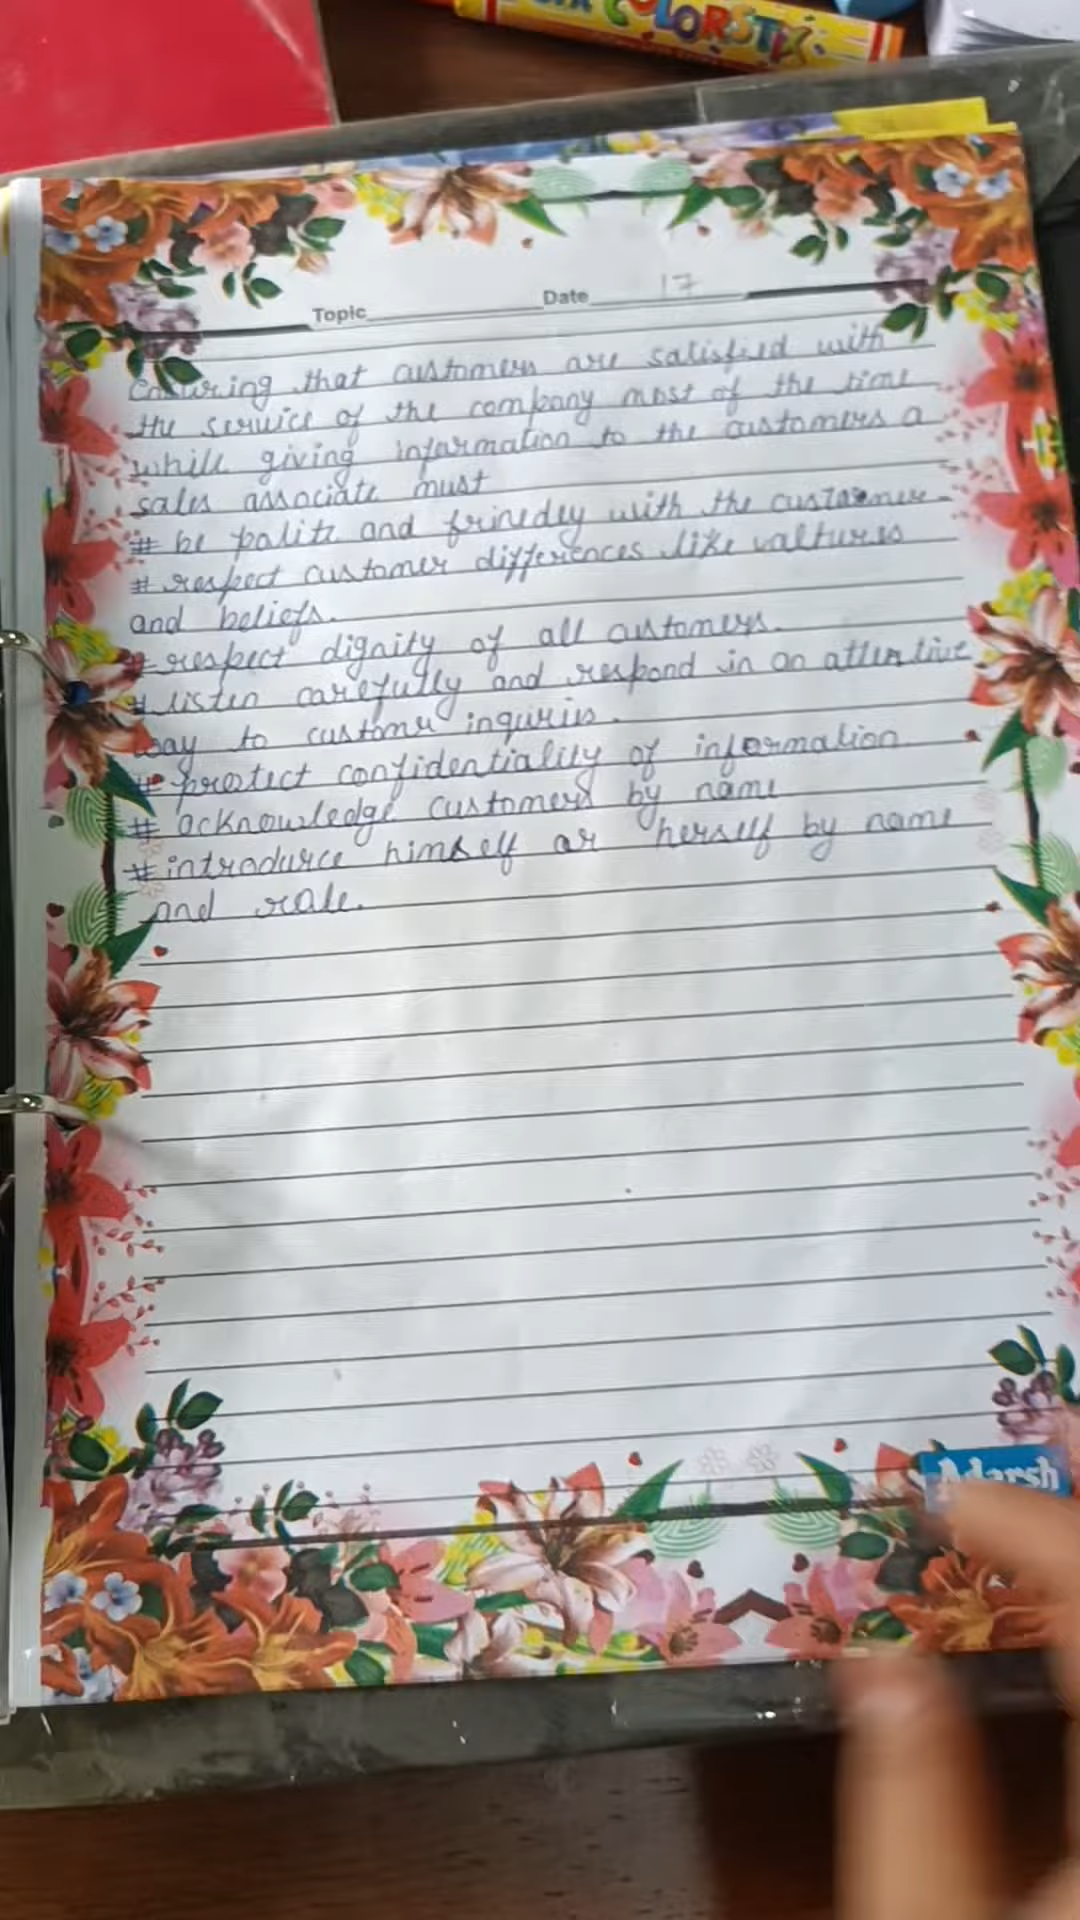 COLORSTIX
Topic Date 17
Ensuring that customers are satisfied with
the service of the company most of the time
while giving information to the customers a
sales associate must
# be polite and frinedly with the customer
# respect customer differences like valtures
and beliefs.
# respect dignity of all customers.
# listen carefully and respond in an attentive
way to customer inquiries.
# protect confidentiality of information
# acknowledge customers by name
# introduce himself or herself by name
and role.
Adarsh